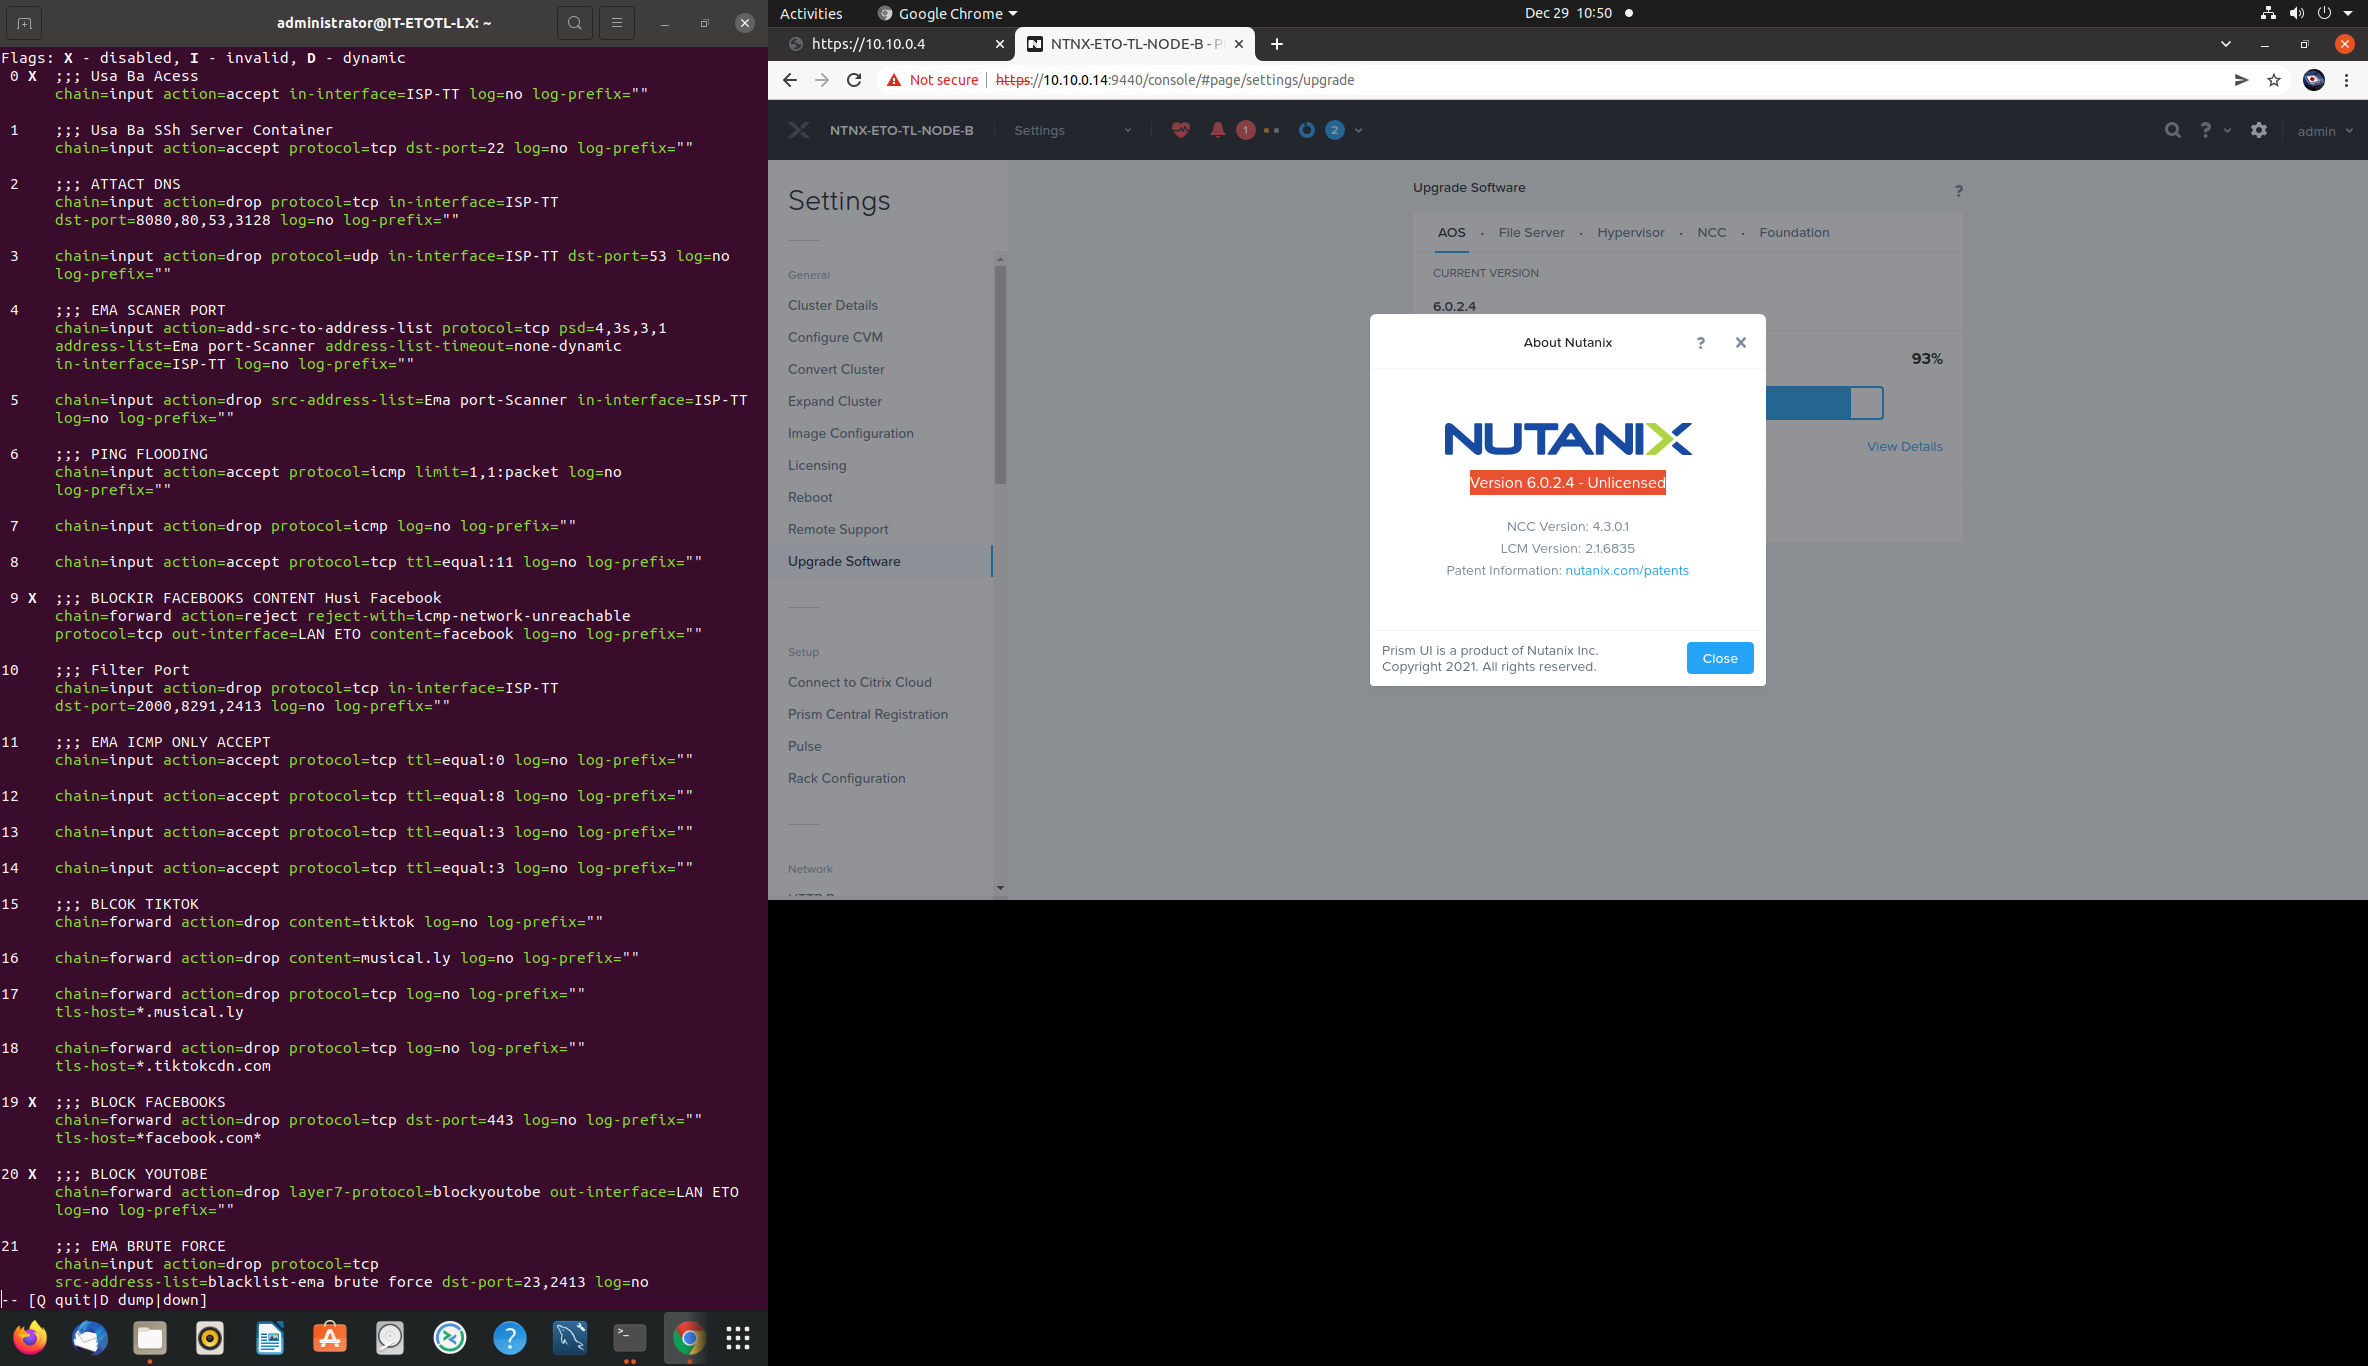 administrator@IT-ETOTL-LX: ~
Flags: X - disabled, I - invalid, D - dynamic
0 X ;;; Usa Ba Acess
chain=input action=accept in-interface=ISP-TT log=no log-prefix=""
1 ;;; Usa Ba SSh Server Container
chain=input action=accept protocol=tcp dst-port=22 log=no log-prefix=""
2 ;;; ATTACT DNS
chain=input action=drop protocol=tcp in-interface=ISP-TT
dst-port=8080,80,53,3128 log=no log-prefix=""
3 chain=input action=drop protocol=udp in-interface=ISP-TT dst-port=53 log=no
log-prefix=""
4 ;;; EMA SCANER PORT
chain=input action=add-src-to-address-list protocol=tcp psd=4,3s,3,1
address-list=Ema port-Scanner address-list-timeout=none-dynamic
in-interface=ISP-TT log=no log-prefix=""
5 chain=input action=drop src-address-list=Ema port-Scanner in-interface=ISP-TT
log=no log-prefix=""
6 ;;; PING FLOODING
chain=input action=accept protocol=icmp limit=1,1:packet log=no
log-prefix=""
7 chain=input action=drop protocol=icmp log=no log-prefix=""
8 chain=input action=accept protocol=tcp ttl=equal:11 log=no log-prefix=""
9 X ;;; BLOCKIR FACEBOOKS CONTENT Husi Facebook
chain=forward action=reject reject-with=icmp-network-unreachable
protocol=tcp out-interface=LAN ETO content=facebook log=no log-prefix=""
10 ;;; Filter Port
chain=input action=drop protocol=tcp in-interface=ISP-TT
dst-port=2000,8291,2413 log=no log-prefix=""
11 ;;; EMA ICMP ONLY ACCEPT
chain=input action=accept protocol=tcp ttl=equal:0 log=no log-prefix=""
12 chain=input action=accept protocol=tcp ttl=equal:8 log=no log-prefix=""
13 chain=input action=accept protocol=tcp ttl=equal:3 log=no log-prefix=""
14 chain=input action=accept protocol=tcp ttl=equal:3 log=no log-prefix=""
15 ;;; BLCOK TIKTOK
chain=forward action=drop content=tiktok log=no log-prefix=""
16 chain=forward action=drop content=musical.ly log=no log-prefix=""
17 chain=forward action=drop protocol=tcp log=no log-prefix=""
tls-host=*.musical.ly
18 chain=forward action=drop protocol=tcp log=no log-prefix=""
tls-host=*.tiktokcdn.com
19 X ;;; BLOCK FACEBOOKS
chain=forward action=drop protocol=tcp dst-port=443 log=no log-prefix=""
tls-host=*facebook.com*
20 X ;;; BLOCK YOUTOBE
chain=forward action=drop layer7-protocol=blockyoutobe out-interface=LAN ETO
log=no log-prefix=""
21 ;;; EMA BRUTE FORCE
chain=input action=drop protocol=tcp
src-address-list=blacklist-ema brute force dst-port=23,2413 log=no
-- [Q quit|D dump|down]
Activities Google Chrome Dec 29 10:50
https://10.10.0.4 NTNX-ETO-TL-NODE-B - P
Not secure https://10.10.0.14:9440/console/#page/settings/upgrade
NTNX-ETO-TL-NODE-B Settings 1 2 ? admin
Settings
General
Cluster Details
Configure CVM
Convert Cluster
Expand Cluster
Image Configuration
Licensing
Reboot
Remote Support
Upgrade Software
Setup
Connect to Citrix Cloud
Prism Central Registration
Pulse
Rack Configuration
Network
Upgrade Software ?
AOS · File Server · Hypervisor · NCC · Foundation
CURRENT VERSION
6.0.2.4
93%
View Details
About Nutanix ?
NUTANIX
Version 6.0.2.4 - Unlicensed
NCC Version: 4.3.0.1
LCM Version: 2.1.6835
Patent Information: nutanix.com/patents
Prism UI is a product of Nutanix Inc.
Copyright 2021. All rights reserved.
Close